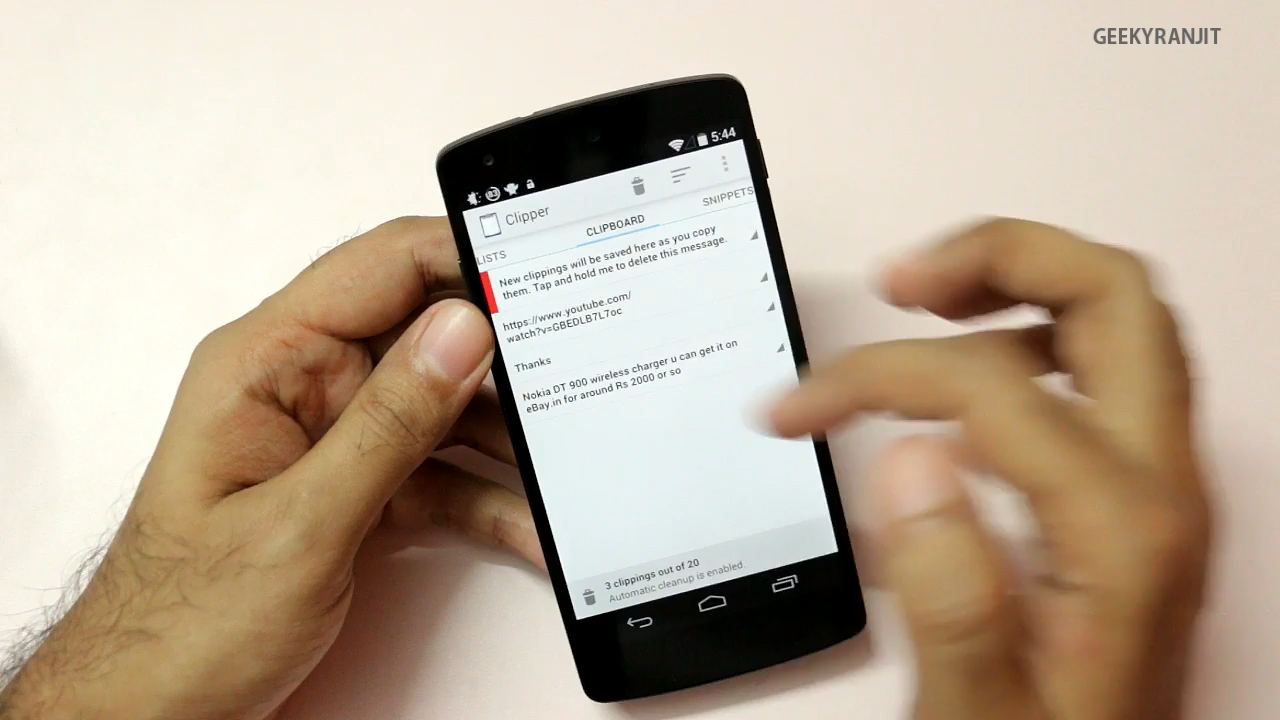 GEEKYRANJIT
5:44
Clipper
LISTS
CLIPBOARD
SNIPPETS
New clippings will be saved here as you copy
them. Tap and hold me to delete this message.
https://www.youtube.com/
watch?v=GBEDLB7L7oc
Thanks
Nokia DT 900 wireless charger u can get it on
eBay.in for around Rs 2000 or so
3 clippings out of 20
Automatic cleanup is enabled.